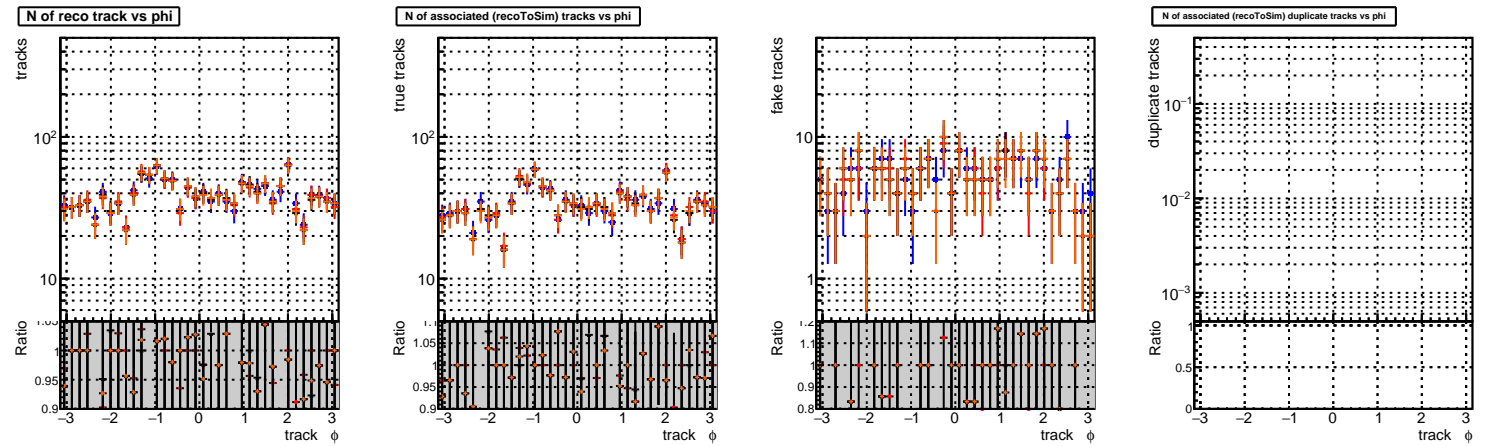 N of reco track vs phi
tracks
10²
10
Ratio
1.05
1
0.95
0.9
−3 −2 −1 0 1 2 3
track φ
N of associated (recoToSim) tracks vs phi
true tracks
10²
10
Ratio
1.1
1.05
1
0.95
0.9
−3 −2 −1 0 1 2 3
track φ
fake tracks
10
1
Ratio
1.2
1.1
1
0.9
0.8
−3 −2 −1 0 1 2 3
track φ
N of associated (recoToSim) duplicate tracks vs phi
duplicate tracks
10⁻¹
10⁻²
10⁻³
Ratio
1
0.5
0
−3 −2 −1 0 1 2 3
track φ